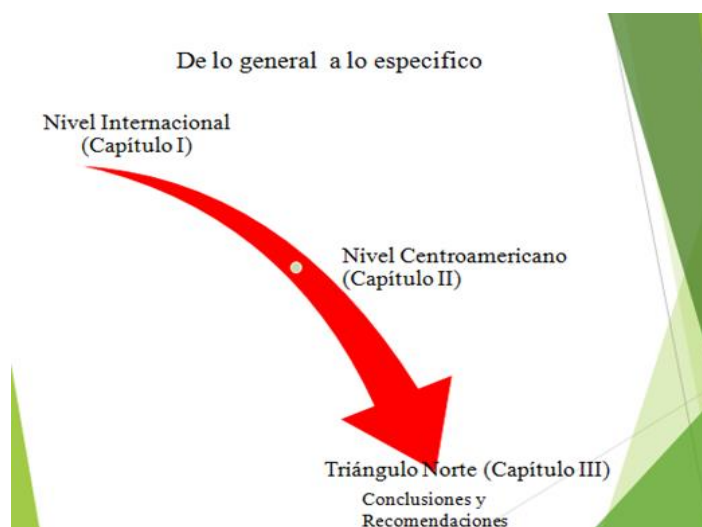 De lo general a lo especifico
Nivel Internacional
(Capítulo I)
Nivel Centroamericano
(Capítulo II)
Triángulo Norte (Capítulo III)
Conclusiones y
Recomendaciones